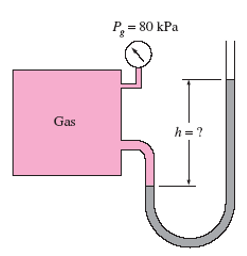 P_g = 80 kPa
Gas
h = ?